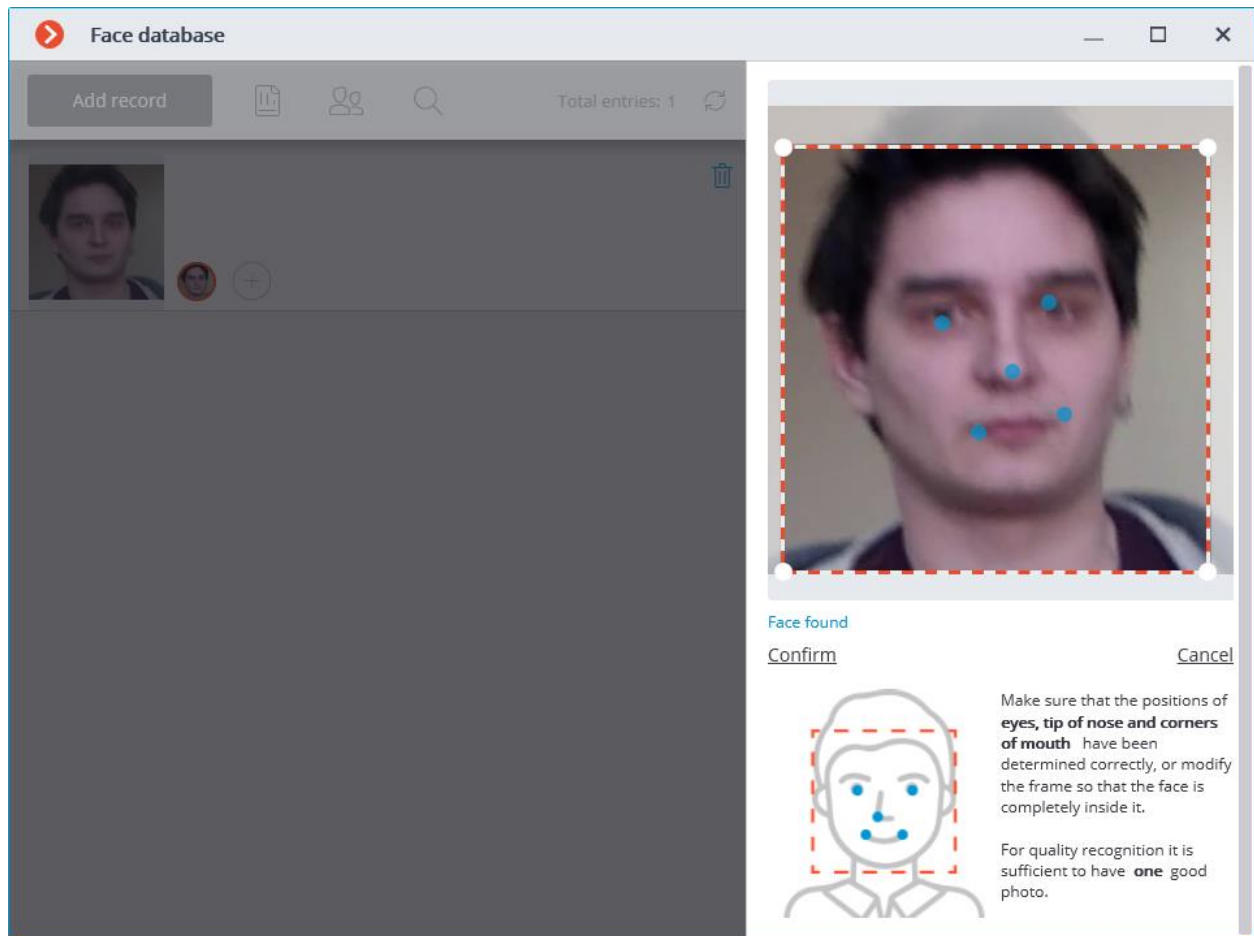 Face database
Add record
Total entries: 1
Face found
Confirm
Cancel
Make sure that the positions of
eyes, tip of nose and corners
of mouth have been
determined correctly, or modify
the frame so that the face is
completely inside it.
For quality recognition it is
sufficient to have one good
photo.